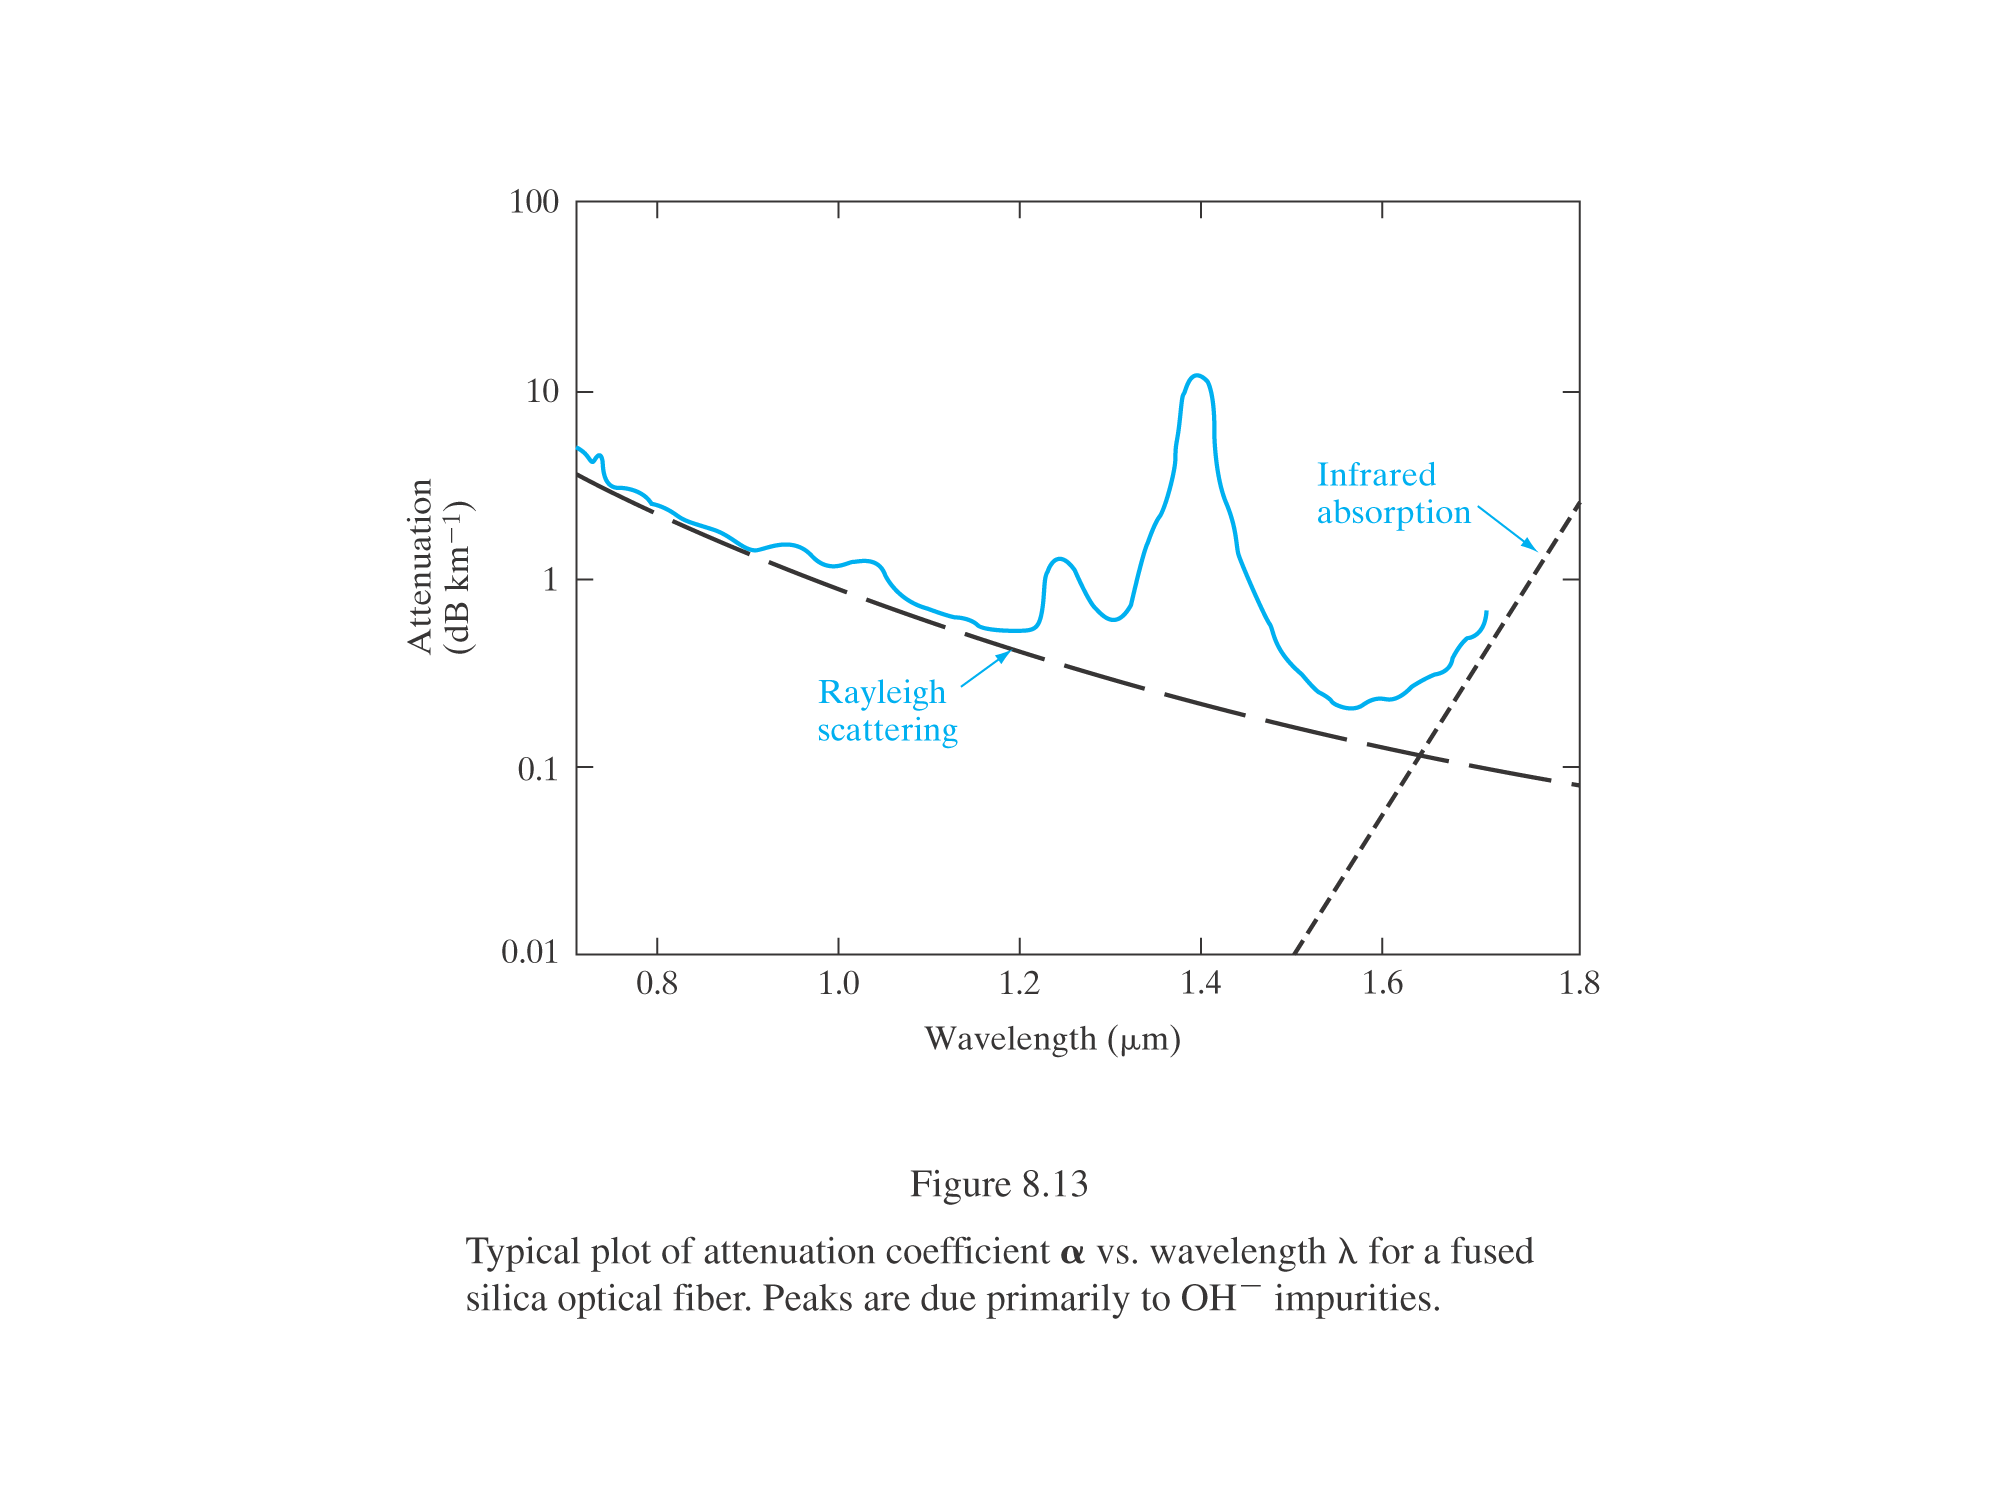 100
10
1
0.1
0.01
Attenuation
(dB km⁻¹)
Infrared
absorption
Rayleigh
scattering
0.8 1.0 1.2 1.4 1.6 1.8
Wavelength (μm)
Figure 8.13
Typical plot of attenuation coefficient α vs. wavelength λ for a fused
silica optical fiber. Peaks are due primarily to OH⁻ impurities.